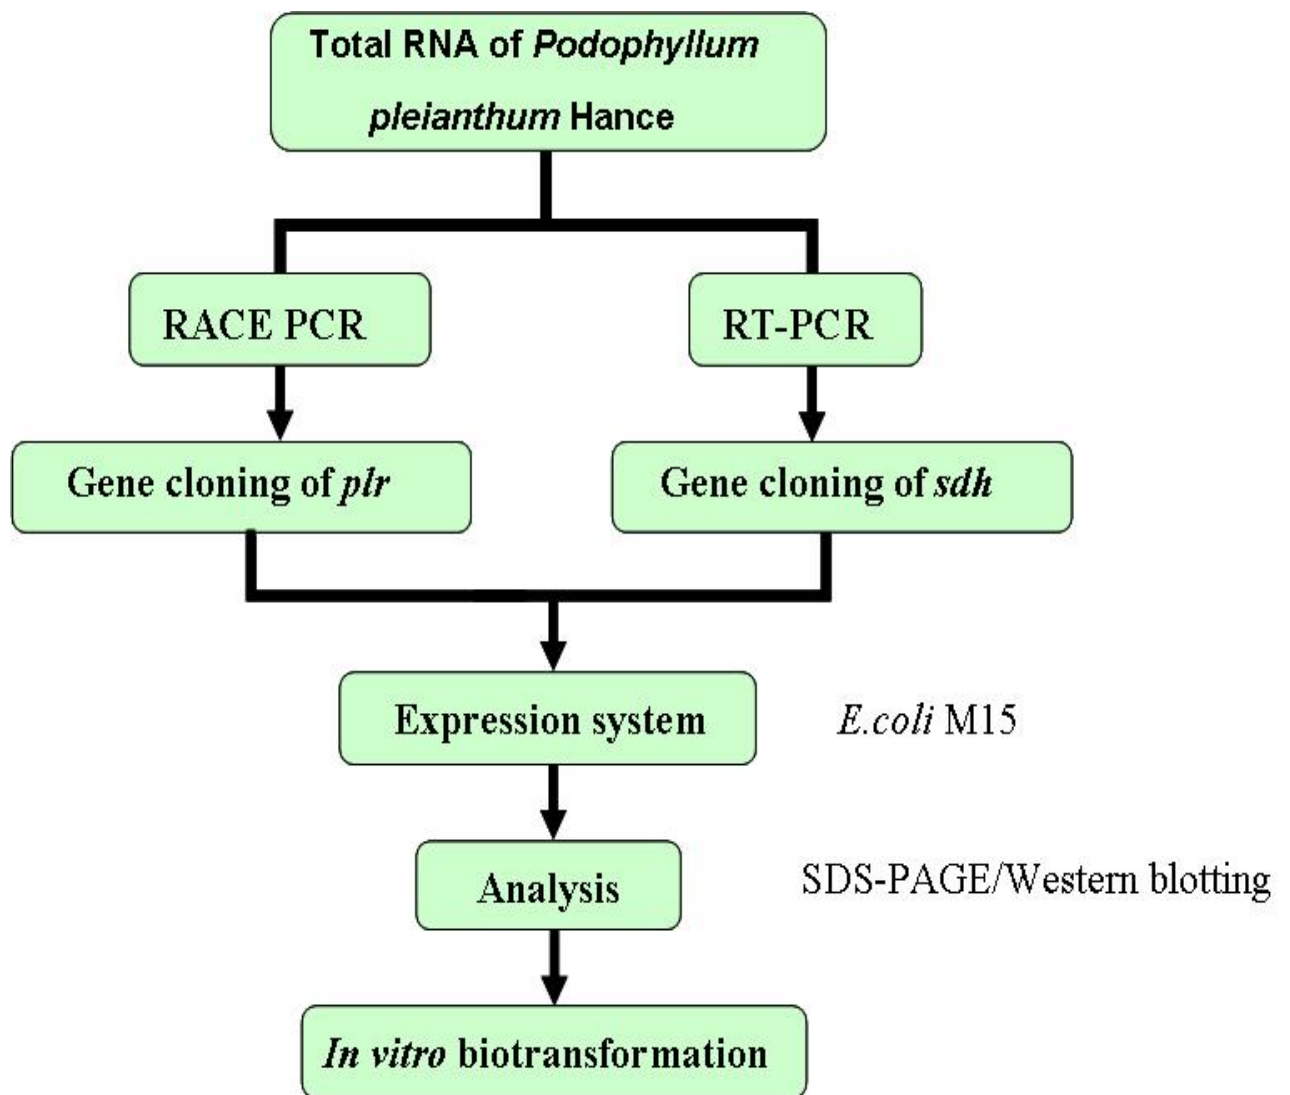 Total RNA of Podophyllum
pleianthum Hance
RACE PCR
RT-PCR
Gene cloning of plr
Gene cloning of sdh
Expression system
E.coli M15
Analysis
SDS-PAGE/Western blotting
In vitro biotransformation